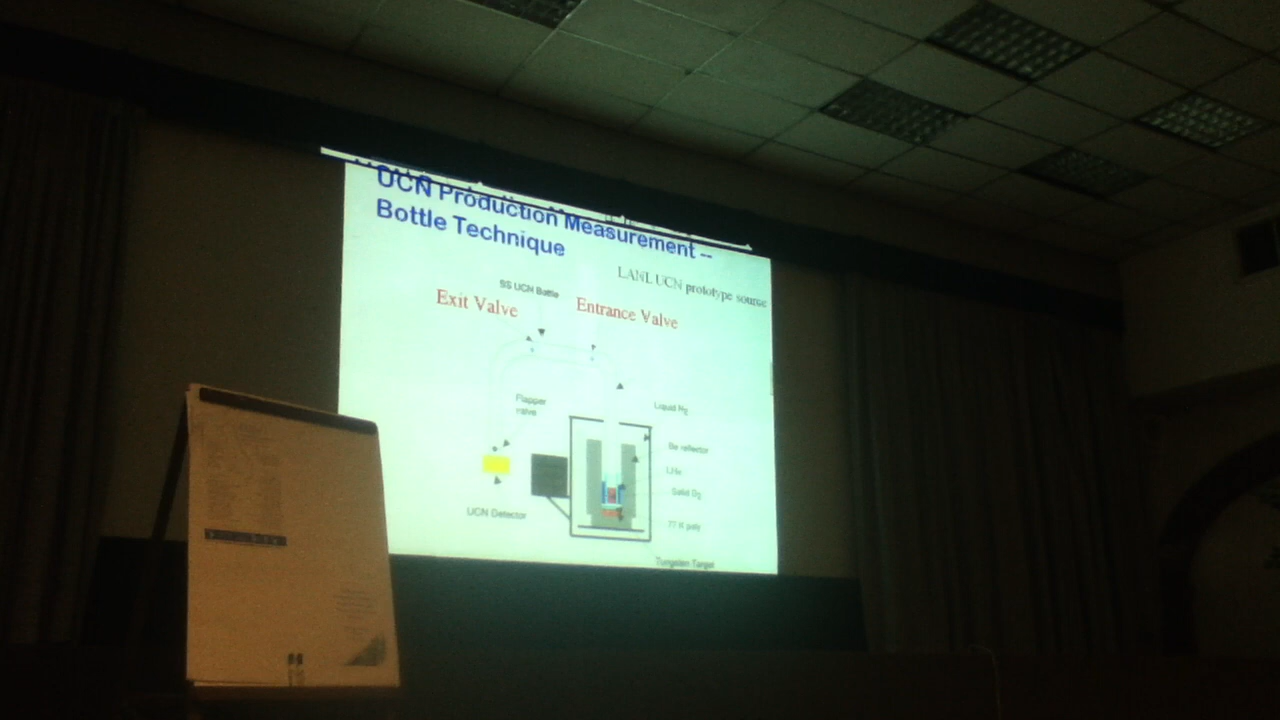 UCN Production Measurement --
Bottle Technique
LANL UCN prototype source
SS UCN Bottle
Exit Valve
Entrance Valve
Flapper
valve
Liquid H2
Be reflector
LHe
Solid D2
77 K poly
UCN Detector
Tungsten Target